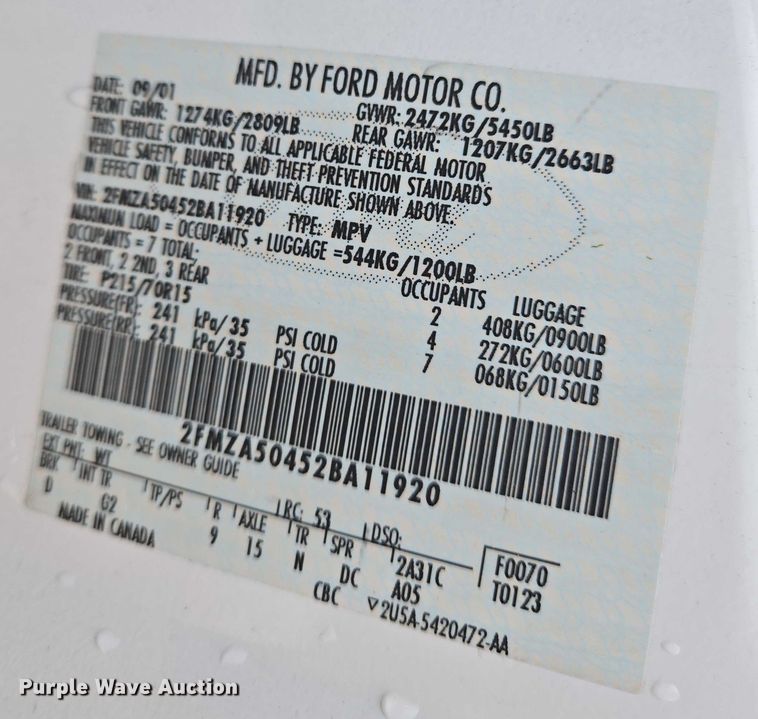 MFD. BY FORD MOTOR CO.
DATE: 09/01 GVWR: 2472KG/5450LB
FRONT GAWR: 1274KG/2809LB REAR GAWR: 1207KG/2663LB
THIS VEHICLE CONFORMS TO ALL APPLICABLE FEDERAL MOTOR
VEHICLE SAFETY, BUMPER, AND THEFT PREVENTION STANDARDS
IN EFFECT ON THE DATE OF MANUFACTURE SHOWN ABOVE.
VIN: 2FMZA50452BA11920 TYPE: MPV
MAXIMUM LOAD = OCCUPANTS + LUGGAGE =544KG/1200LB
OCCUPANTS = 7 TOTAL; OCCUPANTS LUGGAGE
2 FRONT, 2 2ND, 3 REAR 2 408KG/0900LB
TIRE: P215/70R15 4 272KG/0600LB
PRESSURE(FR): 241 kPa/35 PSI COLD 7 068KG/0150LB
PRESSURE(RR): 241 kPa/35 PSI COLD
2FMZA50452BA11920
TRAILER TOWING - SEE OWNER GUIDE
EXT PNT: WT RC: 53 DSO:
BRK INT TR TP/PS R AXLE TR SPR 2A31C F0070
D G2 9 15 N DC A05 T0123
MADE IN CANADA CBC ▽2U5A-5420472-AA
Purple Wave Auction